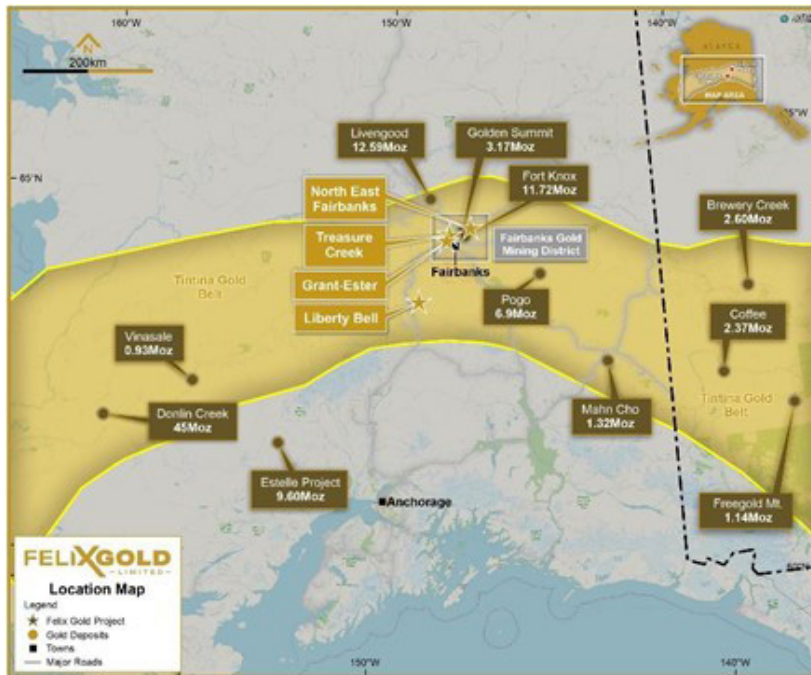 160°W
150°W
140°W
N
200km
ALASKA
MAP AREA
65°N
Livengood
12.59Moz
Golden Summit
3.17Moz
Fort Knox
11.72Moz
North East
Fairbanks
Treasure
Creek
Grant-Ester
Liberty Bell
Fairbanks Gold
Mining District
Fairbanks
Brewery Creek
2.60Moz
Tintina Gold
Belt
Pogo
6.9Moz
Coffee
2.37Moz
Vinasale
0.93Moz
Donlin Creek
45Moz
Mahn Cho
1.32Moz
Tintina Gold
Belt
Estelle Project
9.60Moz
Anchorage
Freegold Mt.
1.14Moz
FELIXGOLD
LIMITED
Location Map
Legend
Felix Gold Project
Gold Deposits
Towns
Major Roads
150°W
140°W